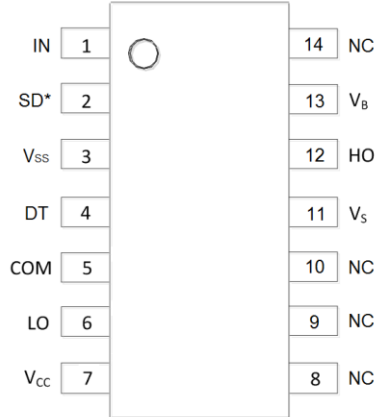 IN 1 14 NC
SD* 2 13 VB
VSS 3 12 HO
DT 4 11 VS
COM 5 10 NC
LO 6 9 NC
VCC 7 8 NC